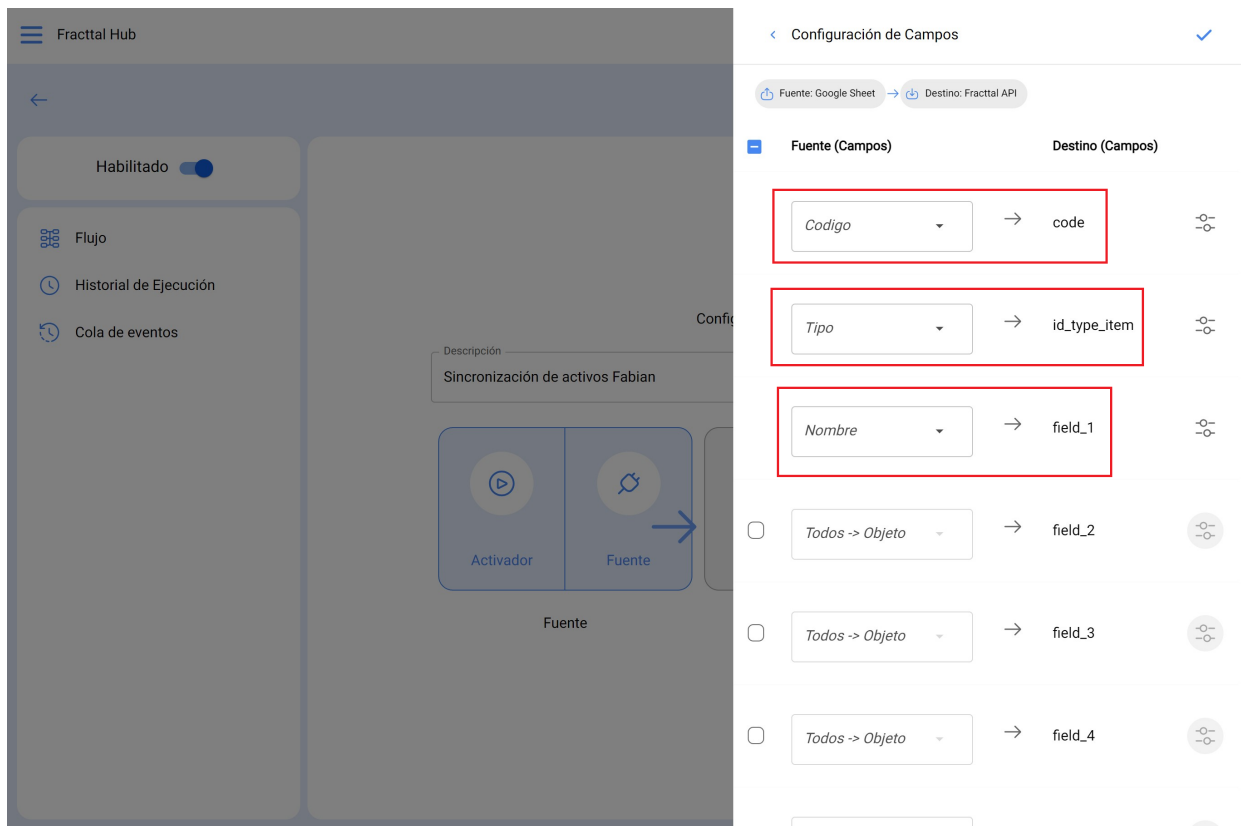 Fracttal Hub
Habilitado
Flujo
Historial de Ejecución
Cola de eventos
Config
Descripción
Sincronización de activos Fabian
Activador
Fuente
Fuente
Configuración de Campos
Fuente: Google Sheet
Destino: Fracttal API
Fuente (Campos)
Destino (Campos)
Codigo
code
Tipo
id_type_item
Nombre
field_1
Todos -> Objeto
field_2
Todos -> Objeto
field_3
Todos -> Objeto
field_4